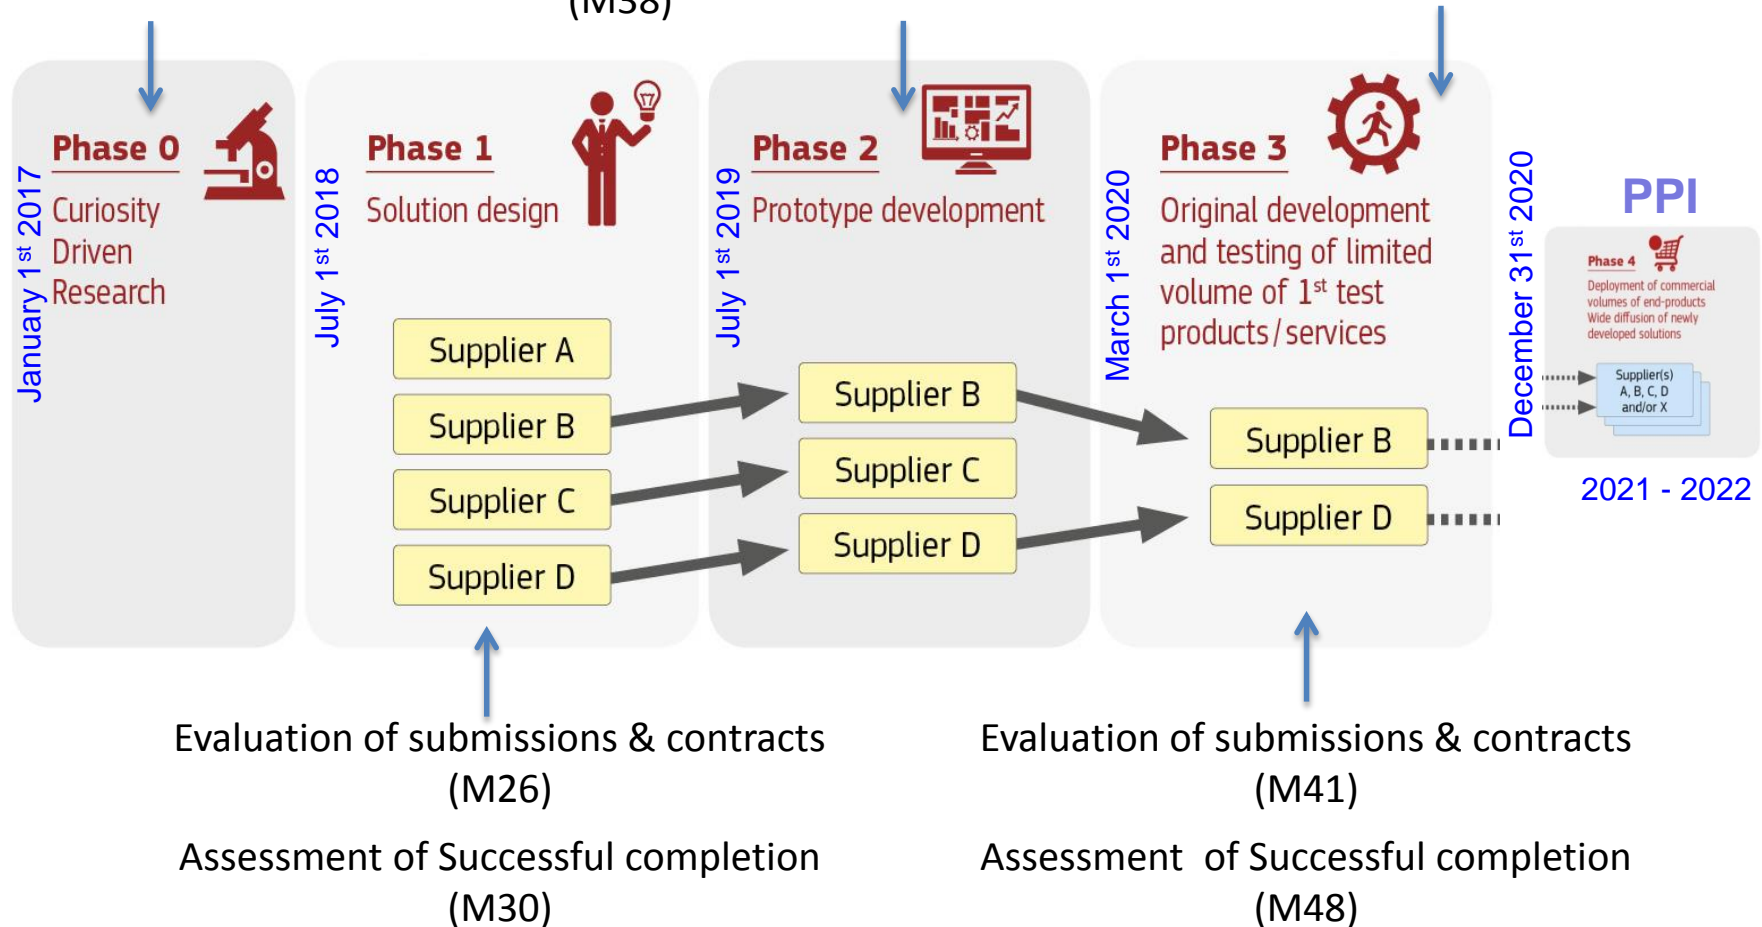 (M38)
January 1st 2017
Phase 0
Curiosity
Driven
Research
July 1st 2018
Phase 1
Solution design
Supplier A
Supplier B
Supplier C
Supplier D
July 1st 2019
Phase 2
Prototype development
Supplier B
Supplier C
Supplier D
March 1st 2020
Phase 3
Original development
and testing of limited
volume of 1st test
products/services
Supplier B
Supplier D
December 31st 2020
PPI
Phase 4
Deployment of commercial
volumes of end-products
Wide diffusion of newly
developed solutions
Supplier(s)
A, B, C, D
and/or X
2021 - 2022
Evaluation of submissions & contracts
(M26)
Assessment of Successful completion
(M30)
Evaluation of submissions & contracts
(M41)
Assessment of Successful completion
(M48)